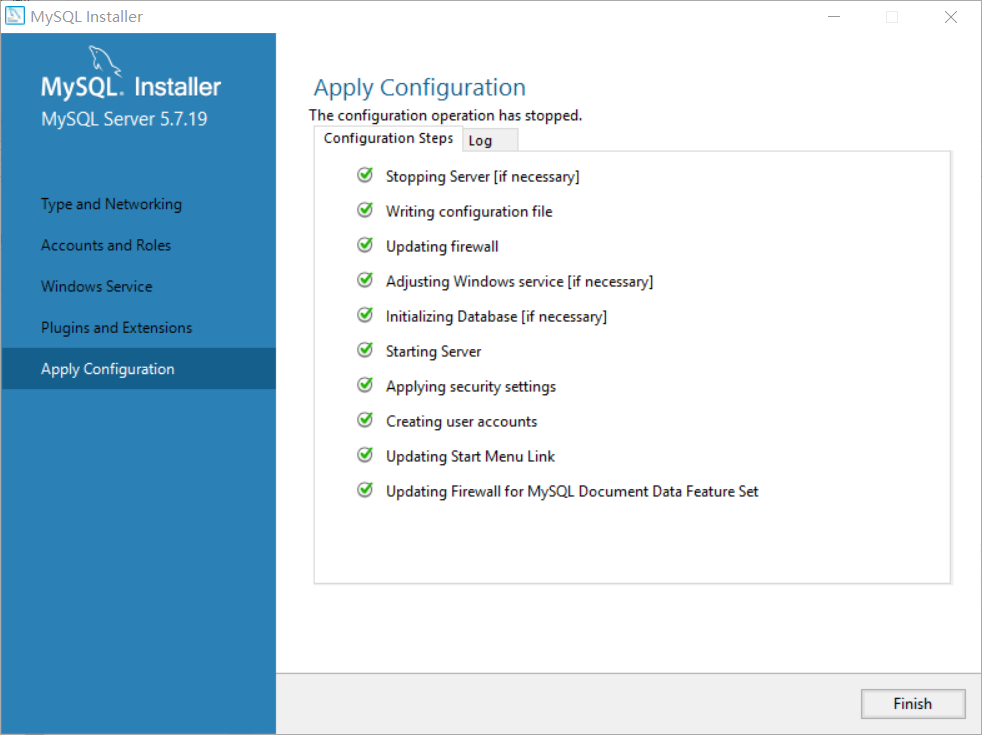 MySQL Installer
MySQL. Installer
MySQL Server 5.7.19
Type and Networking
Accounts and Roles
Windows Service
Plugins and Extensions
Apply Configuration
Apply Configuration
The configuration operation has stopped.
Configuration Steps Log
Stopping Server [if necessary]
Writing configuration file
Updating firewall
Adjusting Windows service [if necessary]
Initializing Database [if necessary]
Starting Server
Applying security settings
Creating user accounts
Updating Start Menu Link
Updating Firewall for MySQL Document Data Feature Set
Finish